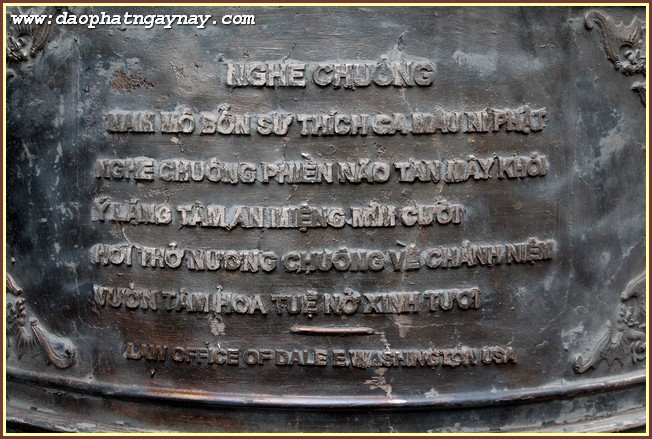 www.daophatngaynay.com
NGHE CHUÔNG
NAM MÔ BỔN SƯ THÍCH CA MÂU NI PHẬT
NGHE CHUÔNG PHIỀN NÃO TAN MÂY KHÓI
Ý LẮNG TÂM AN MIỆNG MỈM CƯỜI
HƠI THỞ NƯƠNG CHUÔNG VỀ CHÁNH NIỆM
VƯỜN TÂM HOA TUỆ NỞ XINH TƯƠI
LAW OFFICE OF DALE E. WASHINGTON USA